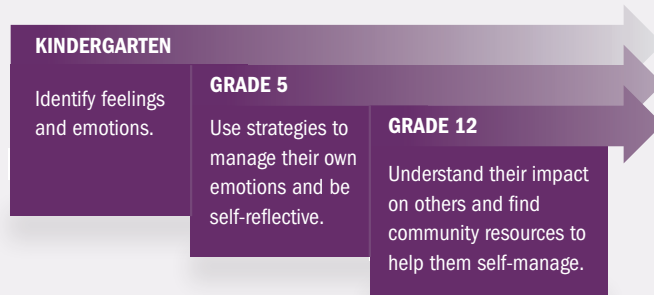 KINDERGARTEN
Identify feelings
and emotions.
GRADE 5
Use strategies to
manage their own
emotions and be
self-reflective.
GRADE 12
Understand their impact
on others and find
community resources to
help them self-manage.